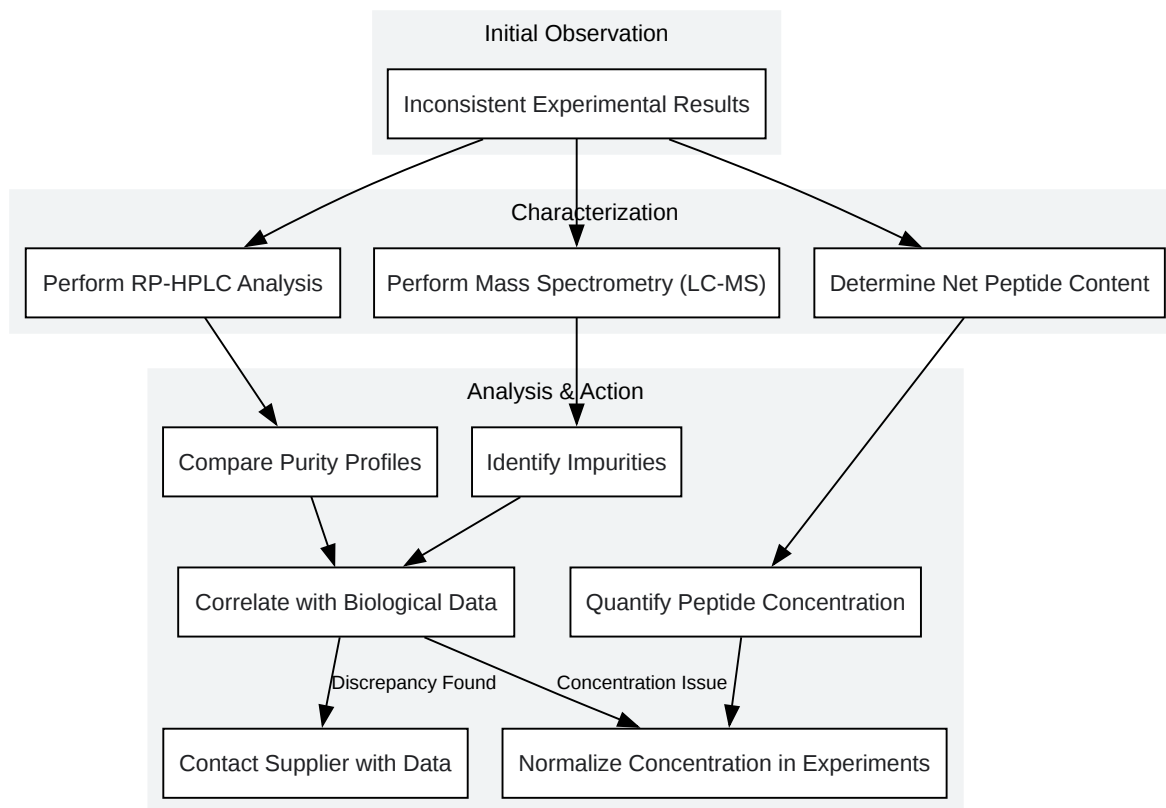 Initial Observation
Inconsistent Experimental Results
Characterization
Perform RP-HPLC Analysis
Perform Mass Spectrometry (LC-MS)
Determine Net Peptide Content
Analysis & Action
Compare Purity Profiles
Identify Impurities
Correlate with Biological Data
Quantify Peptide Concentration
Discrepancy Found
Concentration Issue
Contact Supplier with Data
Normalize Concentration in Experiments